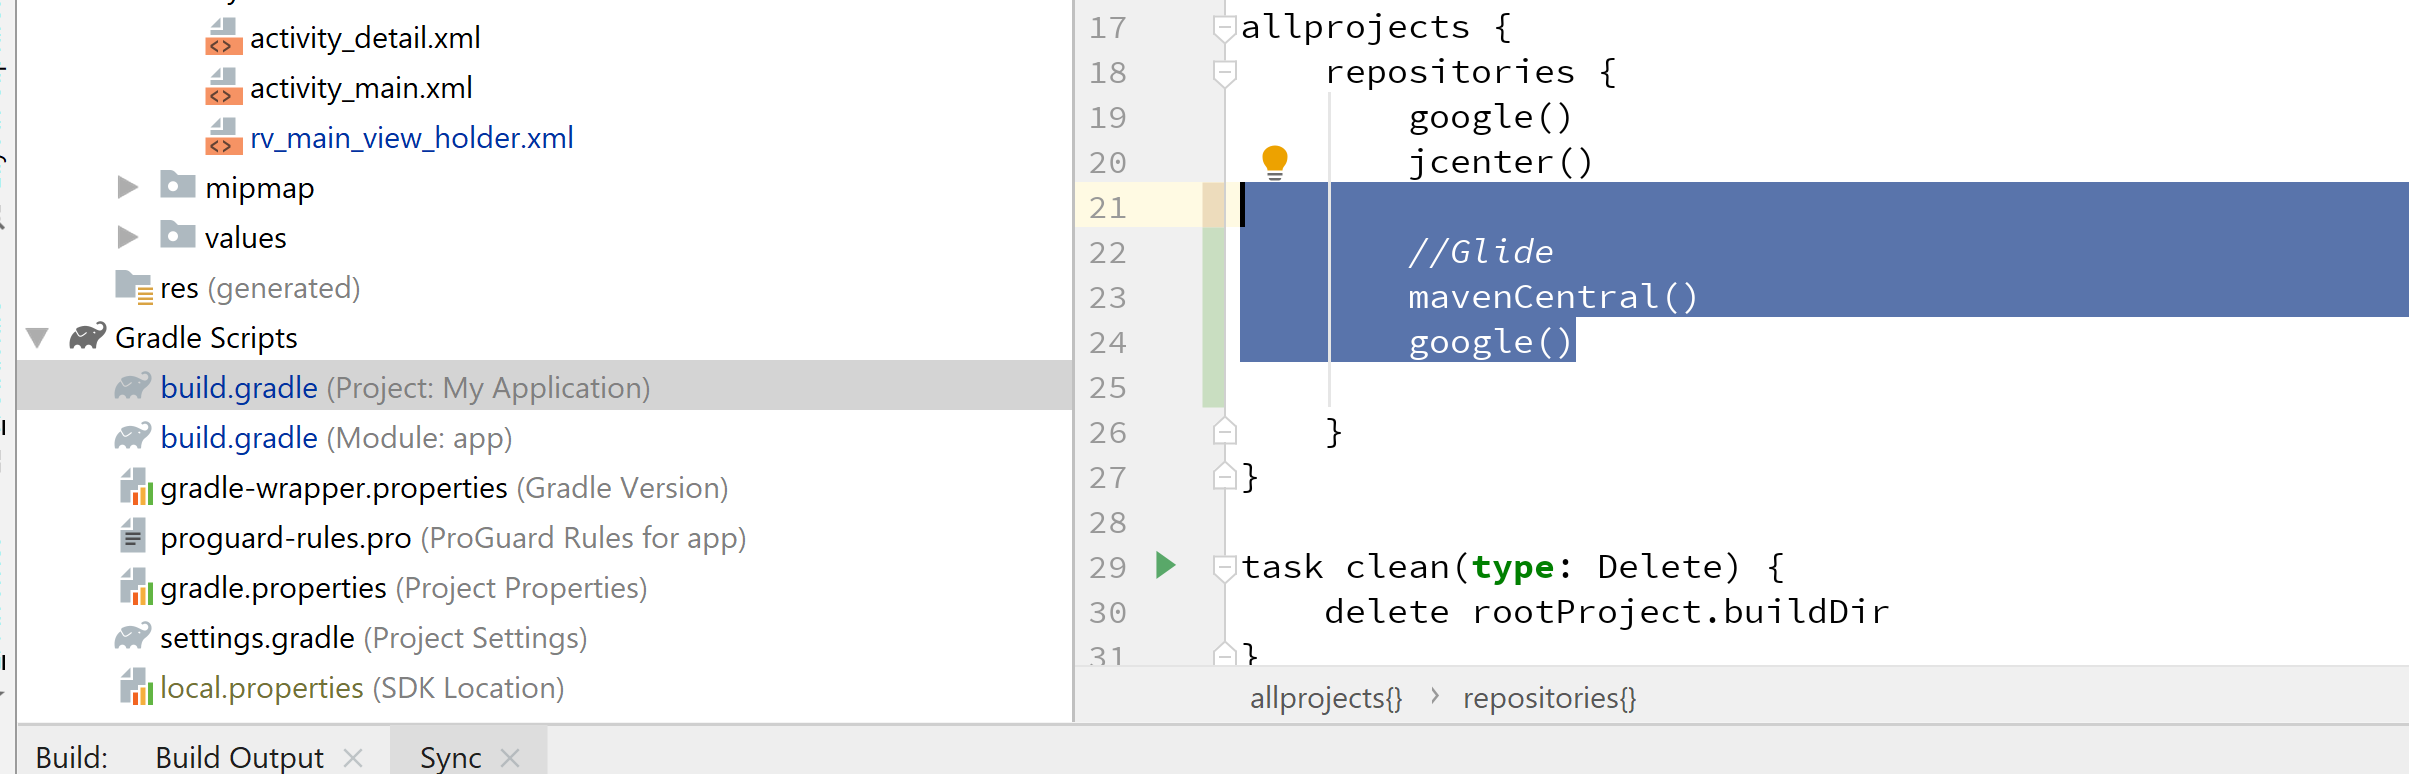 activity_detail.xml
activity_main.xml
rv_main_view_holder.xml
mipmap
values
res (generated)
Gradle Scripts
build.gradle (Project: My Application)
build.gradle (Module: app)
gradle-wrapper.properties (Gradle Version)
proguard-rules.pro (ProGuard Rules for app)
gradle.properties (Project Properties)
settings.gradle (Project Settings)
local.properties (SDK Location)
17 allprojects {
18 repositories {
19 google()
20 jcenter()
21
22 //Glide
23 mavenCentral()
24 google()
25
26 }
27 }
28
29 task clean(type: Delete) {
30 delete rootProject.buildDir
31 }
allprojects{} › repositories{}
Build: Build Output Sync